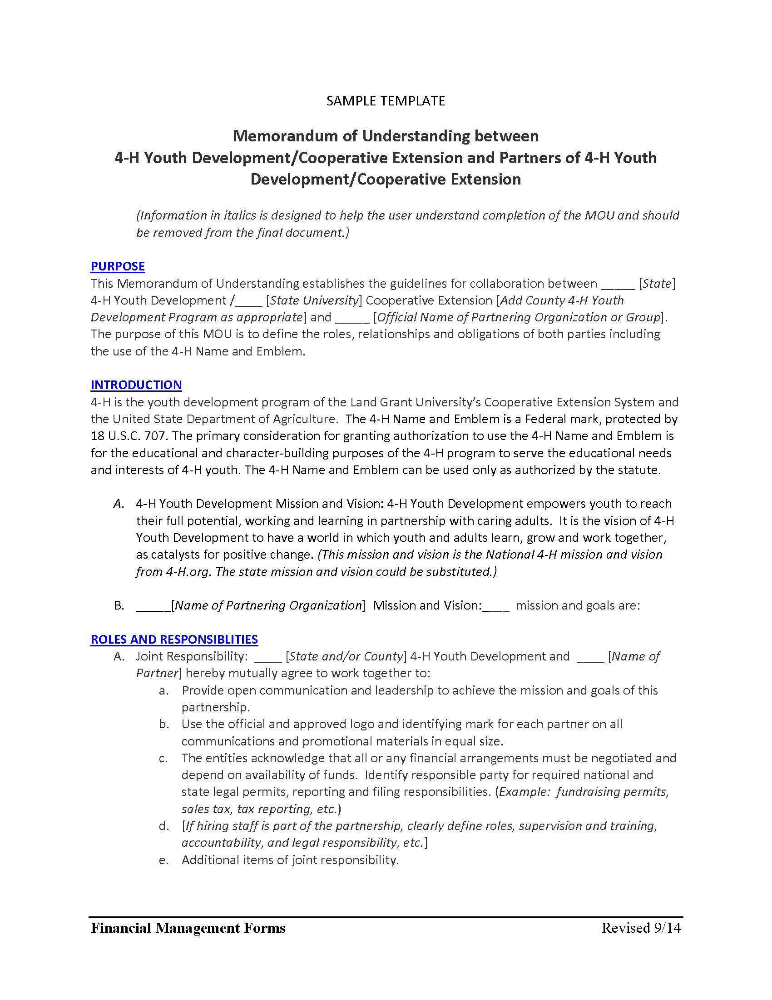 SAMPLE TEMPLATE
Memorandum of Understanding between
4-H Youth Development/Cooperative Extension and Partners of 4-H Youth
Development/Cooperative Extension
(Information in italics is designed to help the user understand completion of the MOU and should
be removed from the final document.)
PURPOSE
This Memorandum of Understanding establishes the guidelines for collaboration between _____ [State]
4-H Youth Development /____ [State University] Cooperative Extension [Add County 4-H Youth
Development Program as appropriate] and _____ [Official Name of Partnering Organization or Group].
The purpose of this MOU is to define the roles, relationships and obligations of both parties including
the use of the 4-H Name and Emblem.
INTRODUCTION
4-H is the youth development program of the Land Grant University’s Cooperative Extension System and
the United State Department of Agriculture.  The 4-H Name and Emblem is a Federal mark, protected by
18 U.S.C. 707. The primary consideration for granting authorization to use the 4-H Name and Emblem is
for the educational and character-building purposes of the 4-H program to serve the educational needs
and interests of 4-H youth. The 4-H Name and Emblem can be used only as authorized by the statute.
A. 4-H Youth Development Mission and Vision: 4-H Youth Development empowers youth to reach
their full potential, working and learning in partnership with caring adults.  It is the vision of 4-H
Youth Development to have a world in which youth and adults learn, grow and work together,
as catalysts for positive change. (This mission and vision is the National 4-H mission and vision
from 4-H.org. The state mission and vision could be substituted.)
B. _____[Name of Partnering Organization]  Mission and Vision:____  mission and goals are:
ROLES AND RESPONSIBLITIES
A. Joint Responsibility:  ____ [State and/or County] 4-H Youth Development and  ____ [Name of
Partner] hereby mutually agree to work together to:
a. Provide open communication and leadership to achieve the mission and goals of this
partnership.
b. Use the official and approved logo and identifying mark for each partner on all
communications and promotional materials in equal size.
c. The entities acknowledge that all or any financial arrangements must be negotiated and
depend on availability of funds.  Identify responsible party for required national and
state legal permits, reporting and filing responsibilities. (Example:  fundraising permits,
sales tax, tax reporting, etc.)
d. [If hiring staff is part of the partnership, clearly define roles, supervision and training,
accountability, and legal responsibility, etc.]
e. Additional items of joint responsibility.
Financial Management Forms Revised 9/14